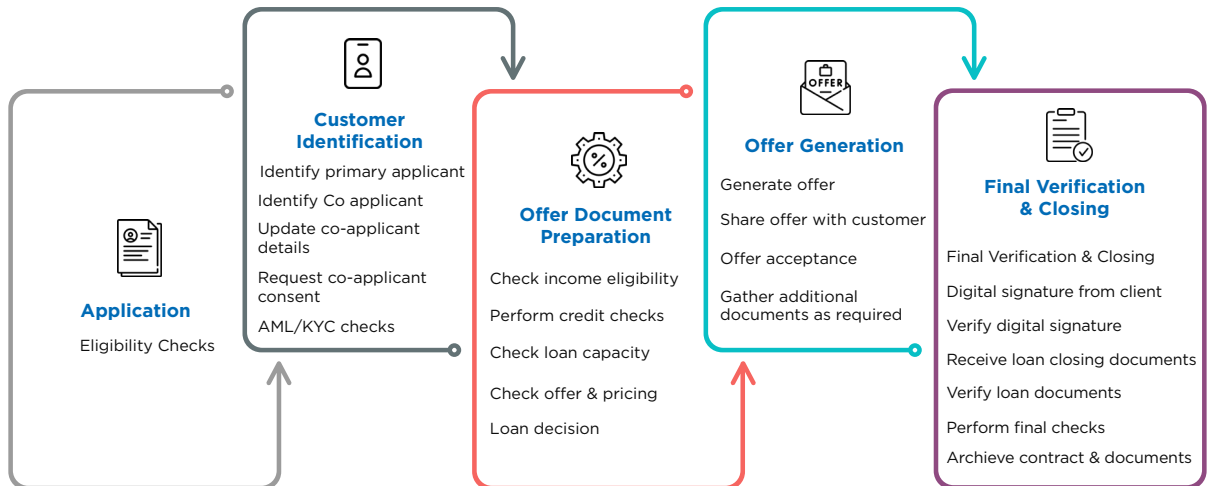 Application
Eligibility Checks
Customer
Identification
Identify primary applicant
Identify Co applicant
Update co-applicant
details
Request co-applicant
consent
AML/KYC checks
Offer Document
Preparation
Check income eligibility
Perform credit checks
Check loan capacity
Check offer & pricing
Loan decision
OFFER
Offer Generation
Generate offer
Share offer with customer
Offer acceptance
Gather additional
documents as required
Final Verification
& Closing
Final Verification & Closing
Digital signature from client
Verify digital signature
Receive loan closing documents
Verify loan documents
Perform final checks
Archieve contract & documents